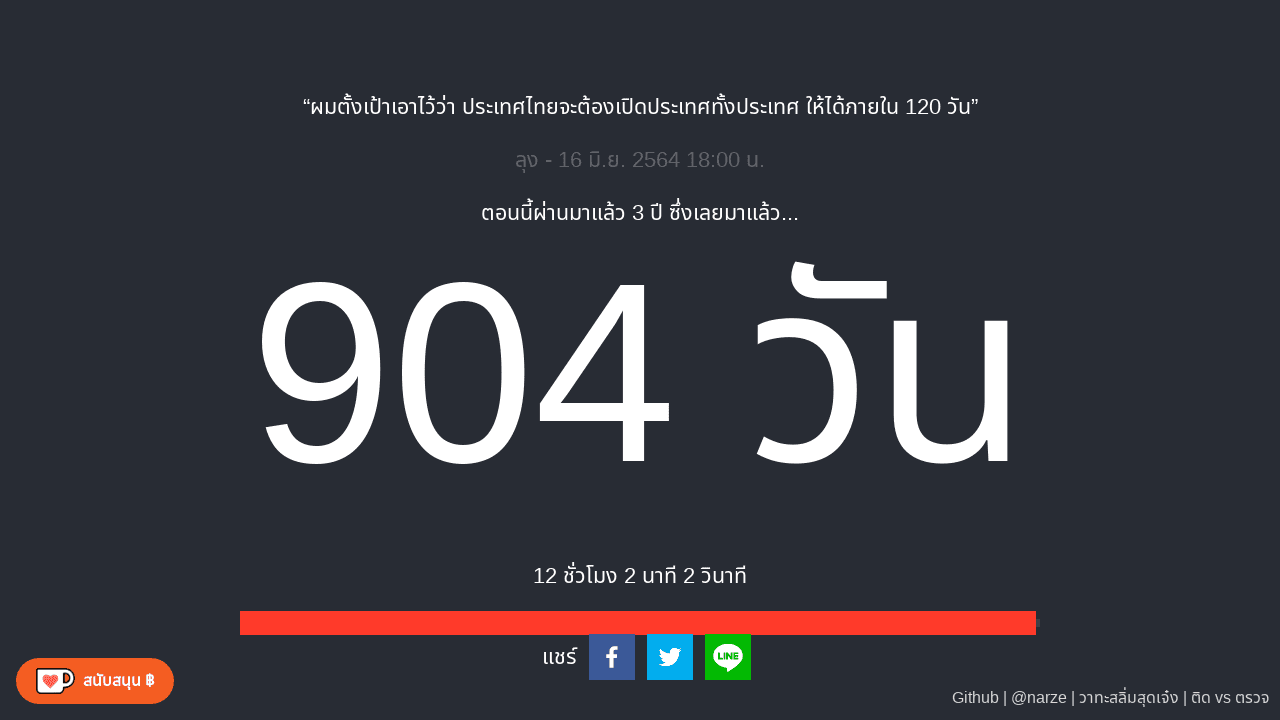 “ผมตั้งเป้าเอาไว้ว่า ประเทศไทยจะต้องเปิดประเทศทั้งประเทศ ให้ได้ภายใน 120 วัน”
ลุง - 16 มิ.ย. 2564 18:00 น.
ตอนนี้ผ่านมาแล้ว 3 ปี ซึ่งเลยมาแล้ว...
904 วัน
12 ชั่วโมง 2 นาที 2 วินาที
แชร์
LINE
สนับสนุน ฿
Github | @narze | วาทะสลิ่มสุดเจ๋ง | ติด vs ตรวจ